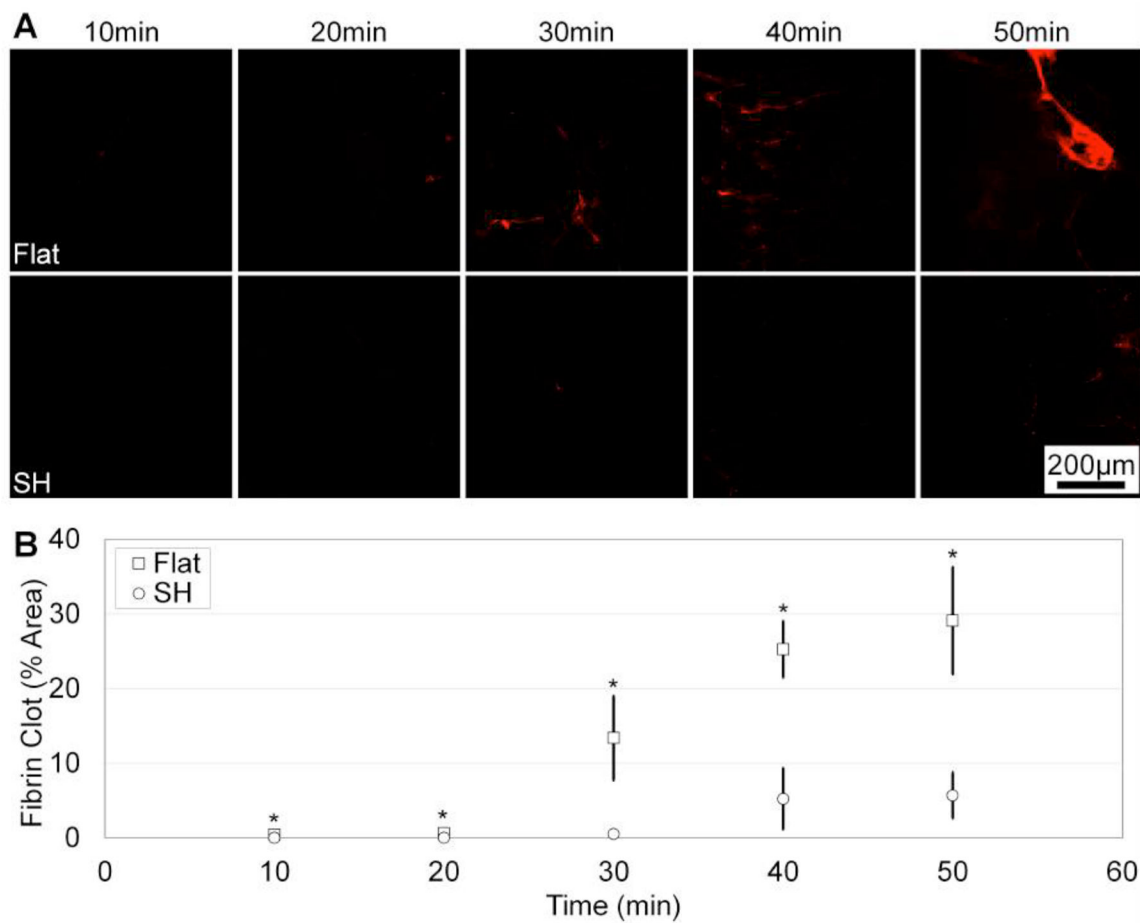 A
10min 20min 30min 40min 50min
Flat
SH
200µm
B
Flat
SH
Fibrin Clot (% Area)
40
30
20
10
0
* * * * *
0 10 20 30 40 50 60
Time (min)